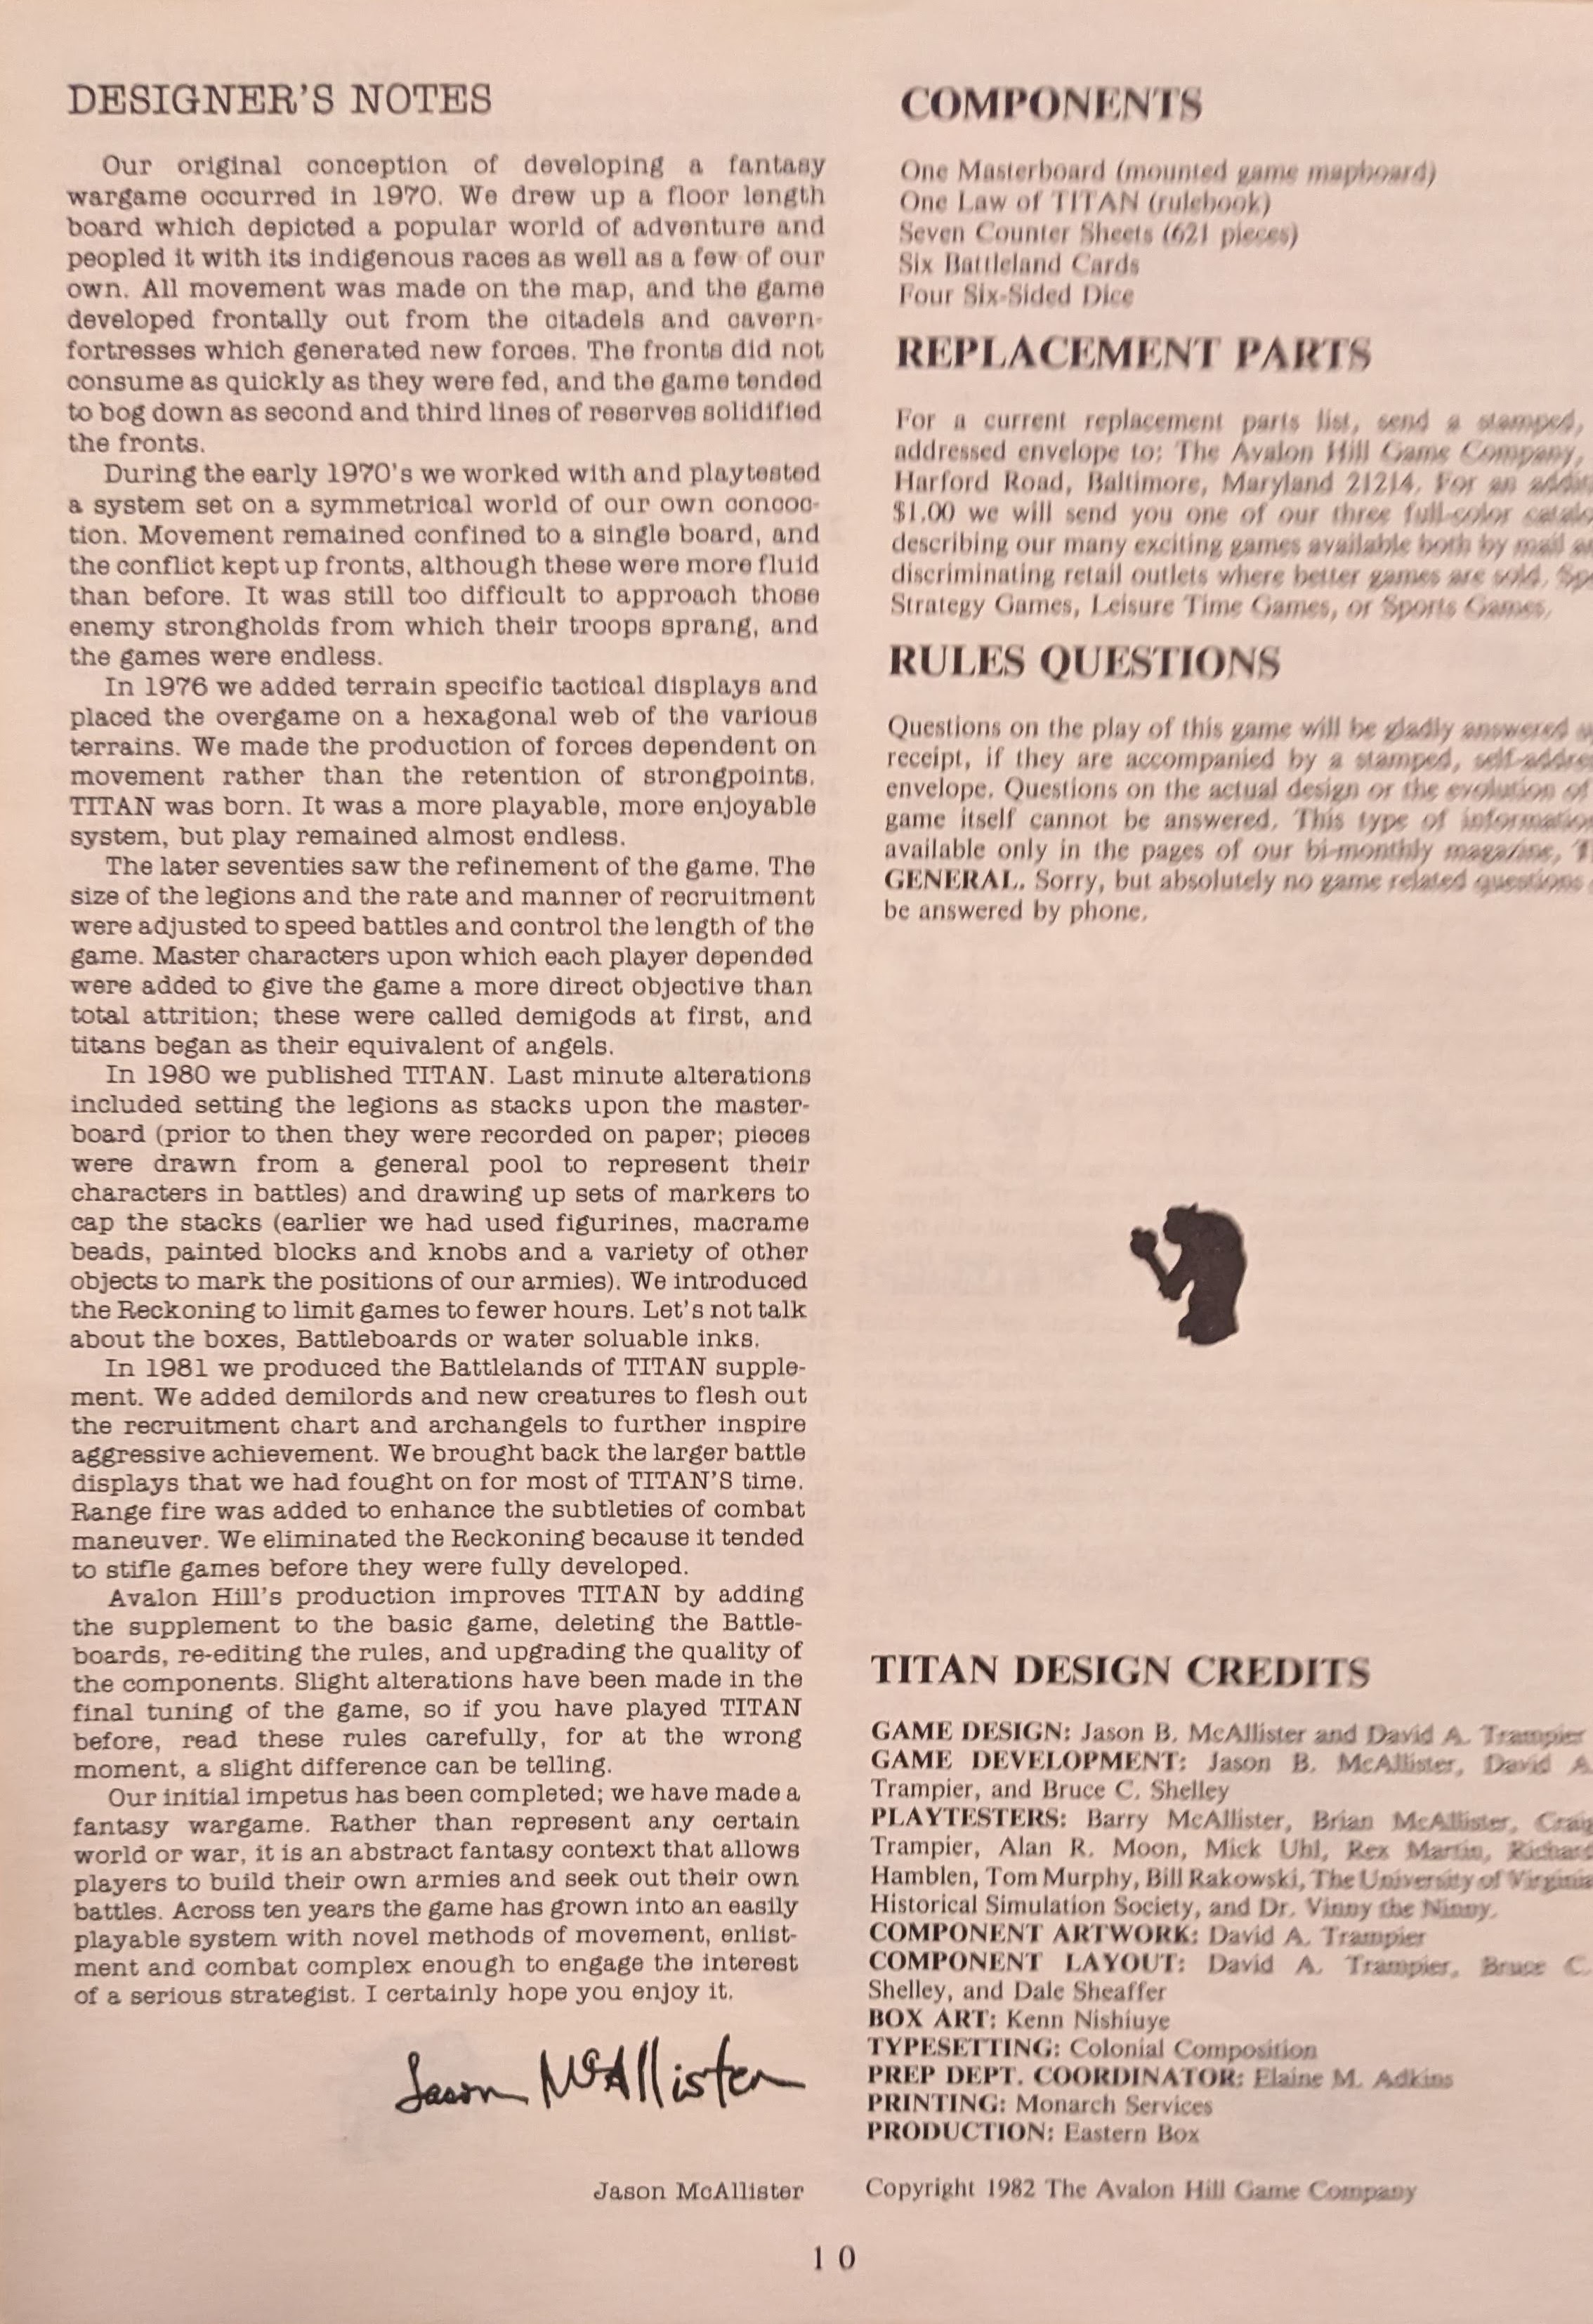 DESIGNER'S NOTES
Our original conception of developing a fantasy
wargame occurred in 1970. We drew up a floor length
board which depicted a popular world of adventure and
peopled it with its indigenous races as well as a few of our
own. All movement was made on the map, and the game
developed frontally out from the citadels and cavern-
fortresses which generated new forces. The fronts did not
consume as quickly as they were fed, and the game tended
to bog down as second and third lines of reserves solidified
the fronts.
During the early 1970's we worked with and playtested
a system set on a symmetrical world of our own concoc-
tion. Movement remained confined to a single board, and
the conflict kept up fronts, although these were more fluid
than before. It was still too difficult to approach those
enemy strongholds from which their troops sprang, and
the games were endless.
In 1976 we added terrain specific tactical displays and
placed the overgame on a hexagonal web of the various
terrains. We made the production of forces dependent on
movement rather than the retention of strongpoints.
TITAN was born. It was a more playable, more enjoyable
system, but play remained almost endless.
The later seventies saw the refinement of the game. The
size of the legions and the rate and manner of recruitment
were adjusted to speed battles and control the length of the
game. Master characters upon which each player depended
were added to give the game a more direct objective than
total attrition; these were called demigods at first, and
titans began as their equivalent of angels.
In 1980 we published TITAN. Last minute alterations
included setting the legions as stacks upon the master-
board (prior to then they were recorded on paper; pieces
were drawn from a general pool to represent their
characters in battles) and drawing up sets of markers to
cap the stacks (earlier we had used figurines, macrame
beads, painted blocks and knobs and a variety of other
objects to mark the positions of our armies). We introduced
the Reckoning to limit games to fewer hours. Let's not talk
about the boxes, Battleboards or water soluable inks.
In 1981 we produced the Battlelands of TITAN supple-
ment. We added demilords and new creatures to flesh out
the recruitment chart and archangels to further inspire
aggressive achievement. We brought back the larger battle
displays that we had fought on for most of TITAN'S time.
Range fire was added to enhance the subtleties of combat
maneuver. We eliminated the Reckoning because it tended
to stifle games before they were fully developed.
Avalon Hill's production improves TITAN by adding
the supplement to the basic game, deleting the Battle-
boards, re-editing the rules, and upgrading the quality of
the components. Slight alterations have been made in the
final tuning of the game, so if you have played TITAN
before, read these rules carefully, for at the wrong
moment, a slight difference can be telling.
Our initial impetus has been completed; we have made a
fantasy wargame. Rather than represent any certain
world or war, it is an abstract fantasy context that allows
players to build their own armies and seek out their own
battles. Across ten years the game has grown into an easily
playable system with novel methods of movement, enlist-
ment and combat complex enough to engage the interest
of a serious strategist. I certainly hope you enjoy it.
Jason McAllister
Jason McAllister
COMPONENTS
One Masterboard (mounted game mapboard)
One Law of TITAN (rulebook)
Seven Counter Sheets (621 pieces)
Six Battleland Cards
Four Six-Sided Dice
REPLACEMENT PARTS
For a current replacement parts list, send a stamped,
addressed envelope to: The Avalon Hill Game Company,
Harford Road, Baltimore, Maryland 21214. For an
$1.00 we will send you one of our three full-color
describing our many exciting games available both by mail
discriminating retail outlets where better games are sold.
Strategy Games, Leisure Time Games, or Sports Games.
RULES QUESTIONS
Questions on the play of this game will be gladly answered
receipt, if they are accompanied by a stamped,
envelope. Questions on the actual design or the evolution of
game itself cannot be answered. This type of
available only in the pages of our bi-monthly magazine,
GENERAL. Sorry, but absolutely no game related questions
be answered by phone.
TITAN DESIGN CREDITS
GAME DESIGN: Jason B. McAllister and David A. Trampier
GAME DEVELOPMENT: Jason B. McAllister, David A.
Trampier, and Bruce C. Shelley
PLAYTESTERS: Barry McAllister, Brian McAllister, Craig
Trampier, Alan R. Moon, Mick Uhl, Rex Martin, Richard
Hamblen, Tom Murphy, Bill Rakowski, The University of Virginia
Historical Simulation Society, and Dr. Vinny the Ninny.
COMPONENT ARTWORK: David A. Trampier
COMPONENT LAYOUT: David A. Trampier, Bruce C.
Shelley, and Dale Sheaffer
BOX ART: Kenn Nishiuye
TYPESETTING: Colonial Composition
PREP DEPT. COORDINATOR: Elaine M. Adkins
PRINTING: Monarch Services
PRODUCTION: Eastern Box
Copyright 1982 The Avalon Hill Game Company
10